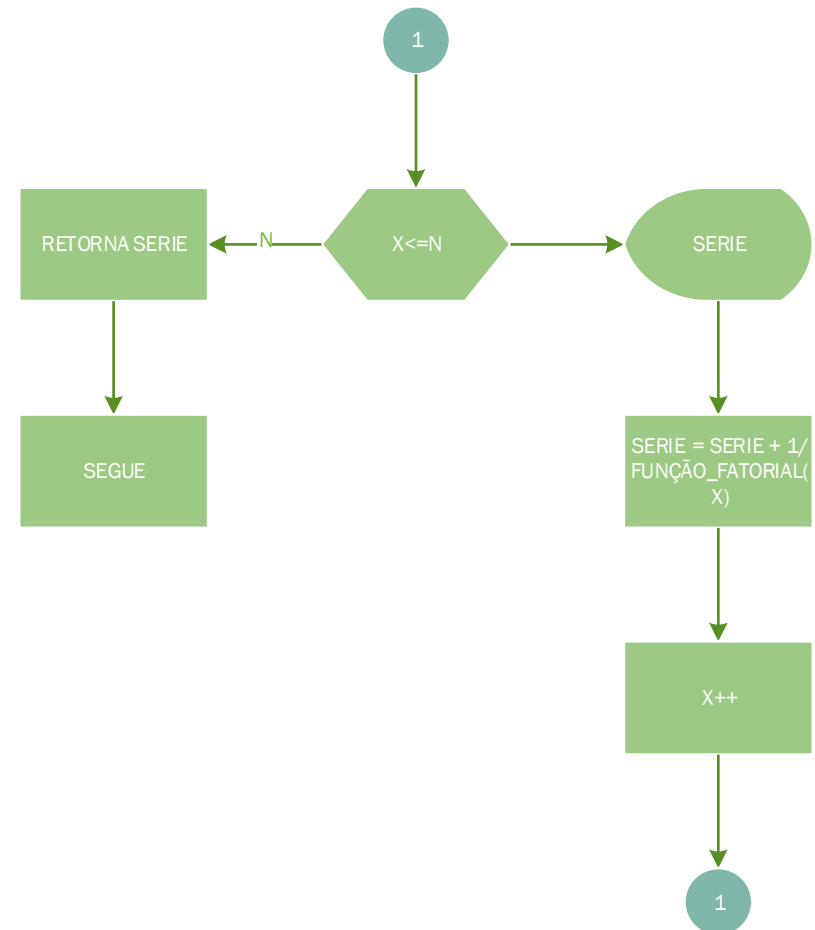 1
RETORNA SERIE
N
X<=N
SERIE
SEGUE
SERIE = SERIE + 1/
FUNÇÃO_FATORIAL(
X)
X++
1